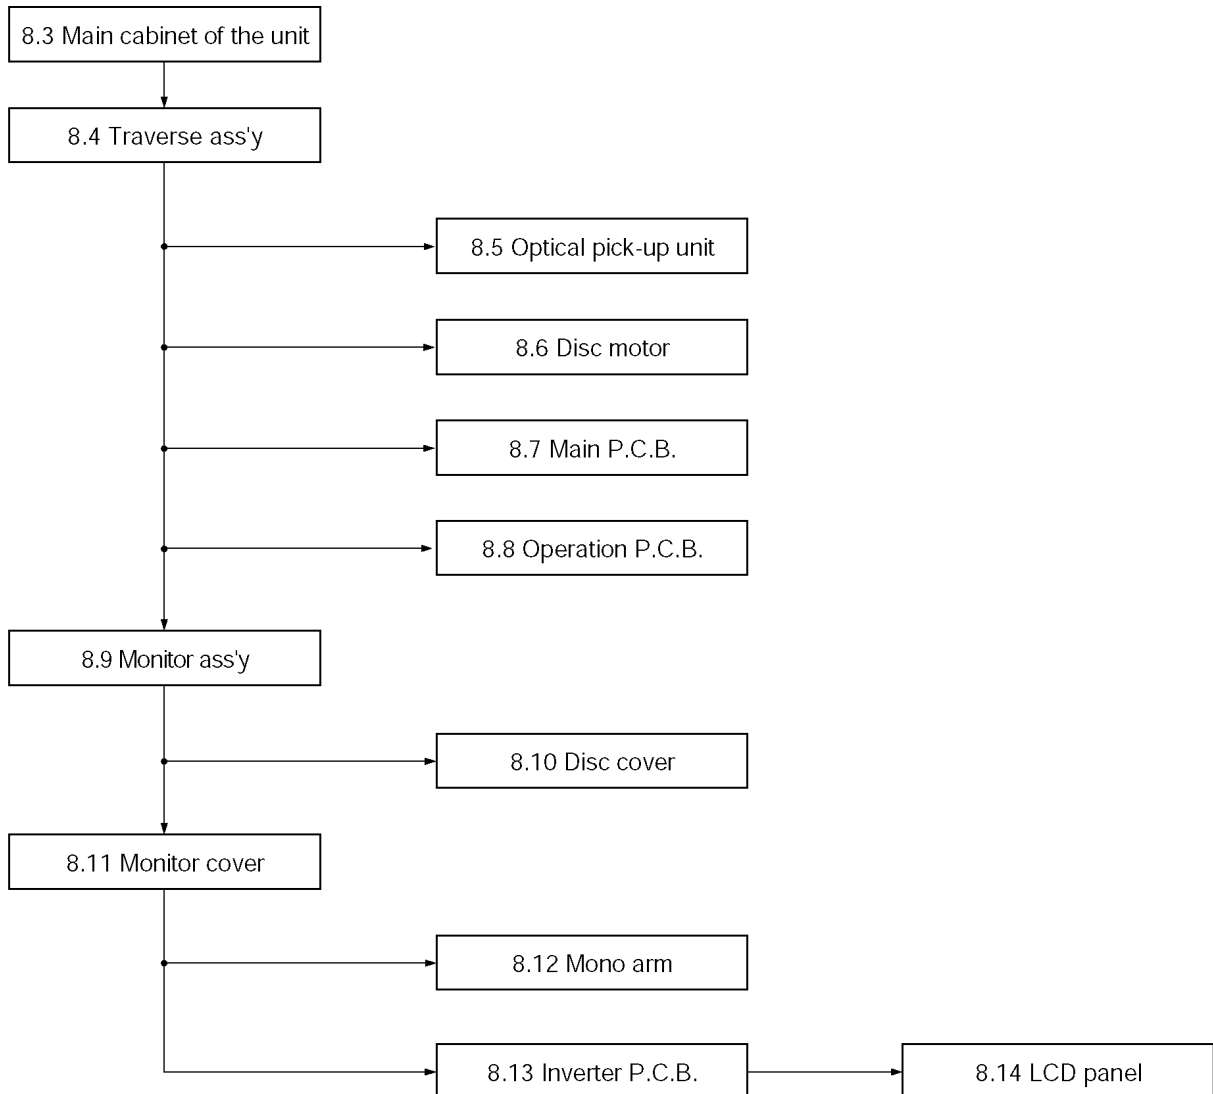 8.3 Main cabinet of the unit
8.4 Traverse ass'y
8.5 Optical pick-up unit
8.6 Disc motor
8.7 Main P.C.B.
8.8 Operation P.C.B.
8.9 Monitor ass'y
8.10 Disc cover
8.11 Monitor cover
8.12 Mono arm
8.13 Inverter P.C.B.
8.14 LCD panel